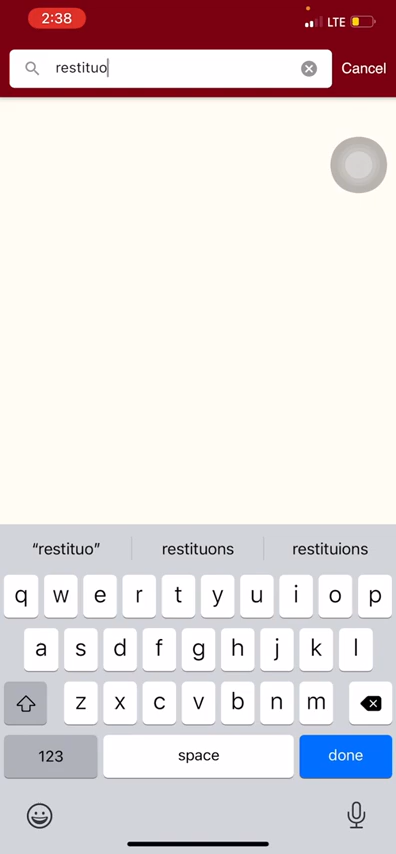 2:38 LTE
restituo Cancel
“restituo” restituons restituions
q w e r t y u i o p
a s d f g h j k l
z x c v b n m
123 space done